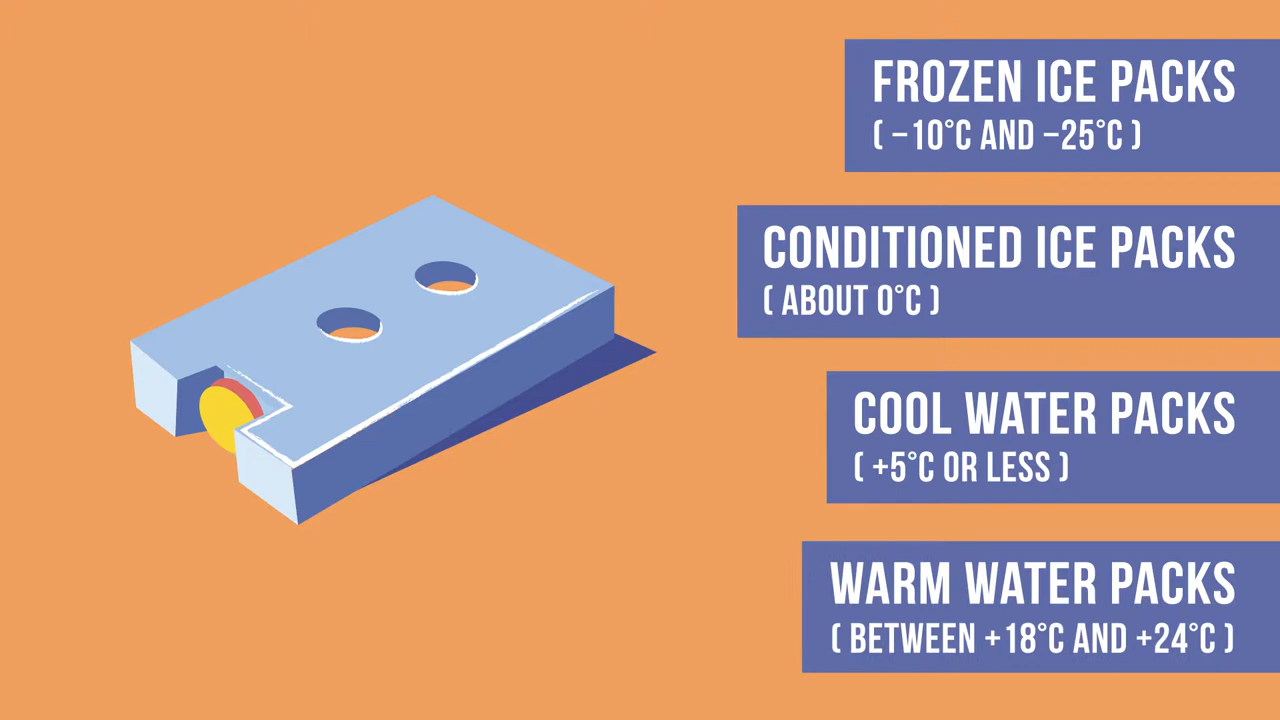 FROZEN ICE PACKS
( –10°C AND –25°C )
CONDITIONED ICE PACKS
( ABOUT 0°C )
COOL WATER PACKS
( +5°C OR LESS )
WARM WATER PACKS
( BETWEEN +18°C AND +24°C )